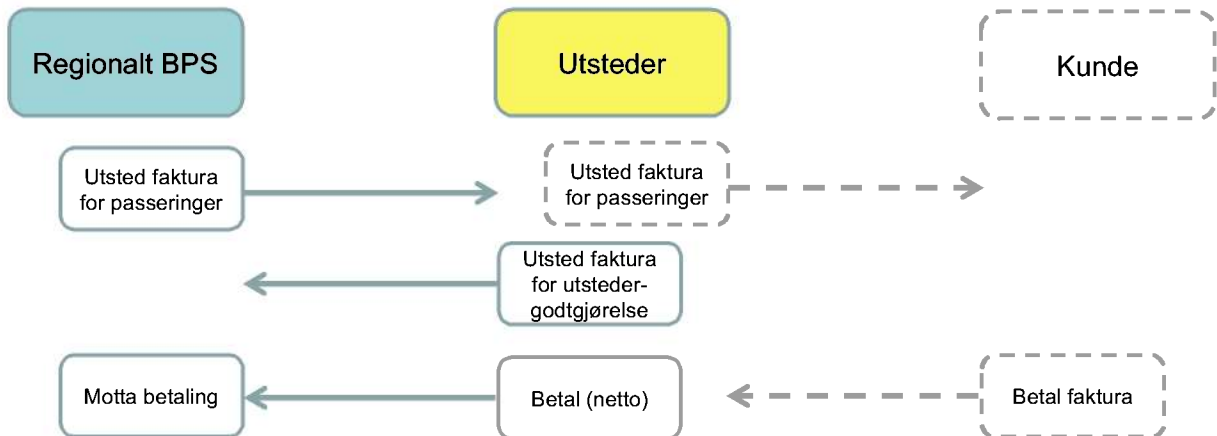 Regionalt BPS
Utsteder
Kunde
Utsted faktura
for passeringer
Utsted faktura
for passeringer
Utsted faktura
for utsteder-
godtgjørelse
Motta betaling
Betal (netto)
Betal faktura